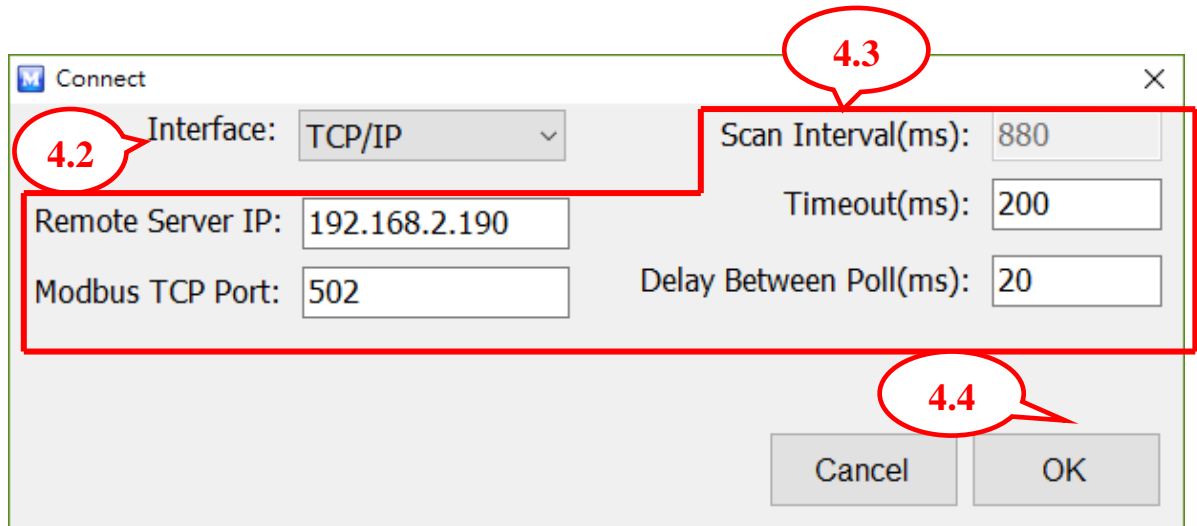 4.3
M Connect
4.2
Interface: TCP/IP
Scan Interval(ms): 880
Remote Server IP: 192.168.2.190
Timeout(ms): 200
Modbus TCP Port: 502
Delay Between Poll(ms): 20
4.4
Cancel OK